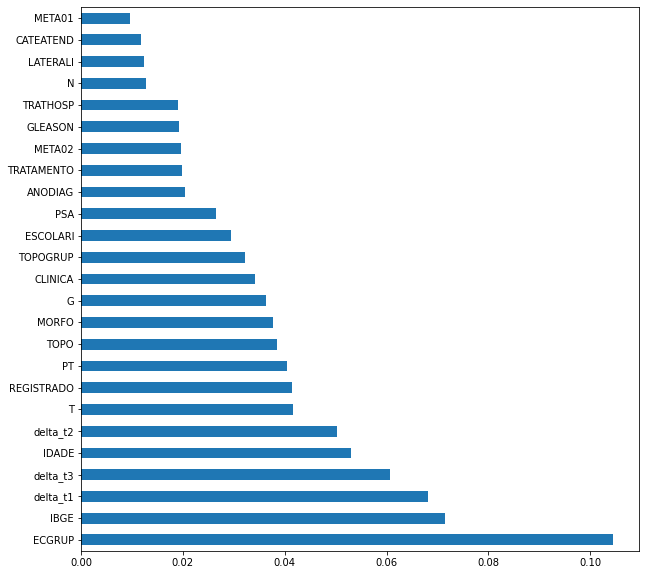 META01
CATEATEND
LATERALI
N
TRATHOSP
GLEASON
META02
TRATAMENTO
ANODIAG
PSA
ESCOLARI
TOPOGRUP
CLINICA
G
MORFO
TOPO
PT
REGISTRADO
T
delta_t2
IDADE
delta_t3
delta_t1
IBGE
ECGRUP
0.00 0.02 0.04 0.06 0.08 0.10